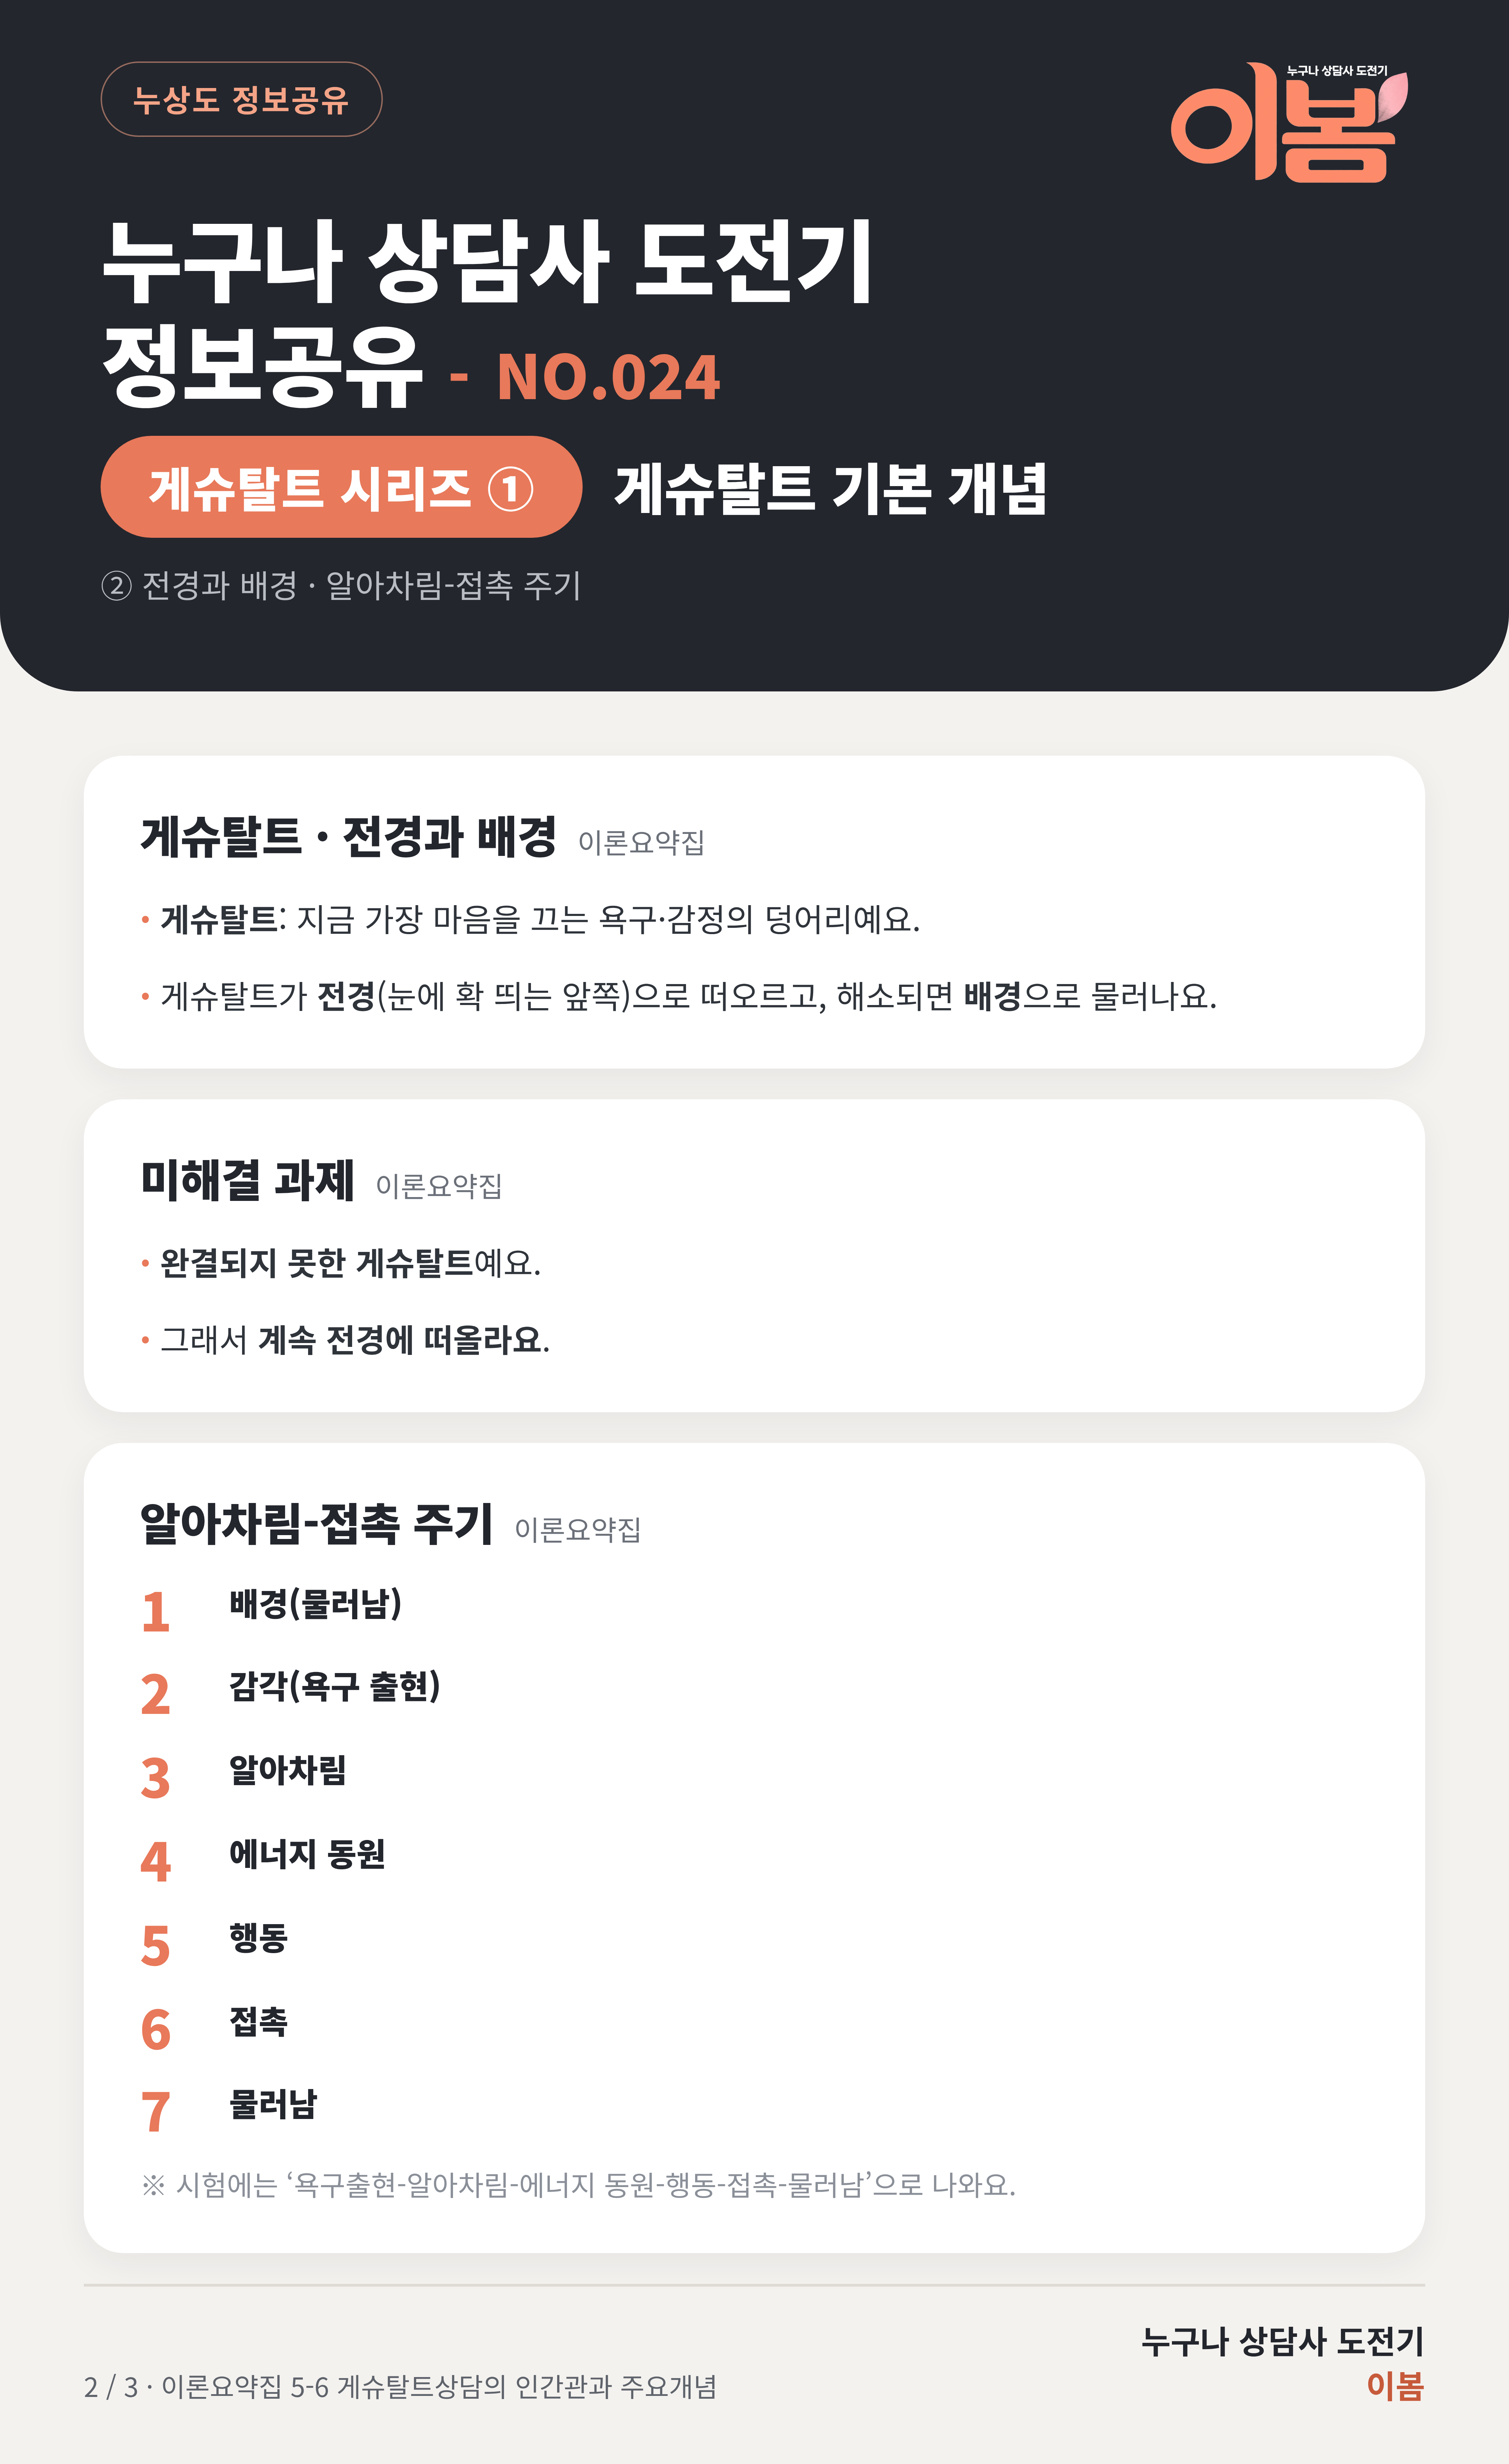 누상도 정보공유
누구나 상담사 도전기
이봄
누구나 상담사 도전기
정보공유 - NO.024
게슈탈트 시리즈 ① 게슈탈트 기본 개념
② 전경과 배경 · 알아차림-접촉 주기
게슈탈트 · 전경과 배경 이론요약집
• 게슈탈트: 지금 가장 마음을 끄는 욕구·감정의 덩어리예요.
• 게슈탈트가 전경(눈에 확 띄는 앞쪽)으로 떠오르고, 해소되면 배경으로 물러나요.
미해결 과제 이론요약집
• 완결되지 못한 게슈탈트예요.
• 그래서 계속 전경에 떠올라요.
알아차림-접촉 주기 이론요약집
1 배경(물러남)
2 감각(욕구 출현)
3 알아차림
4 에너지 동원
5 행동
6 접촉
7 물러남
※ 시험에는 ‘욕구출현-알아차림-에너지 동원-행동-접촉-물러남’으로 나와요.
누구나 상담사 도전기
2 / 3 · 이론요약집 5-6 게슈탈트상담의 인간관과 주요개념
이봄